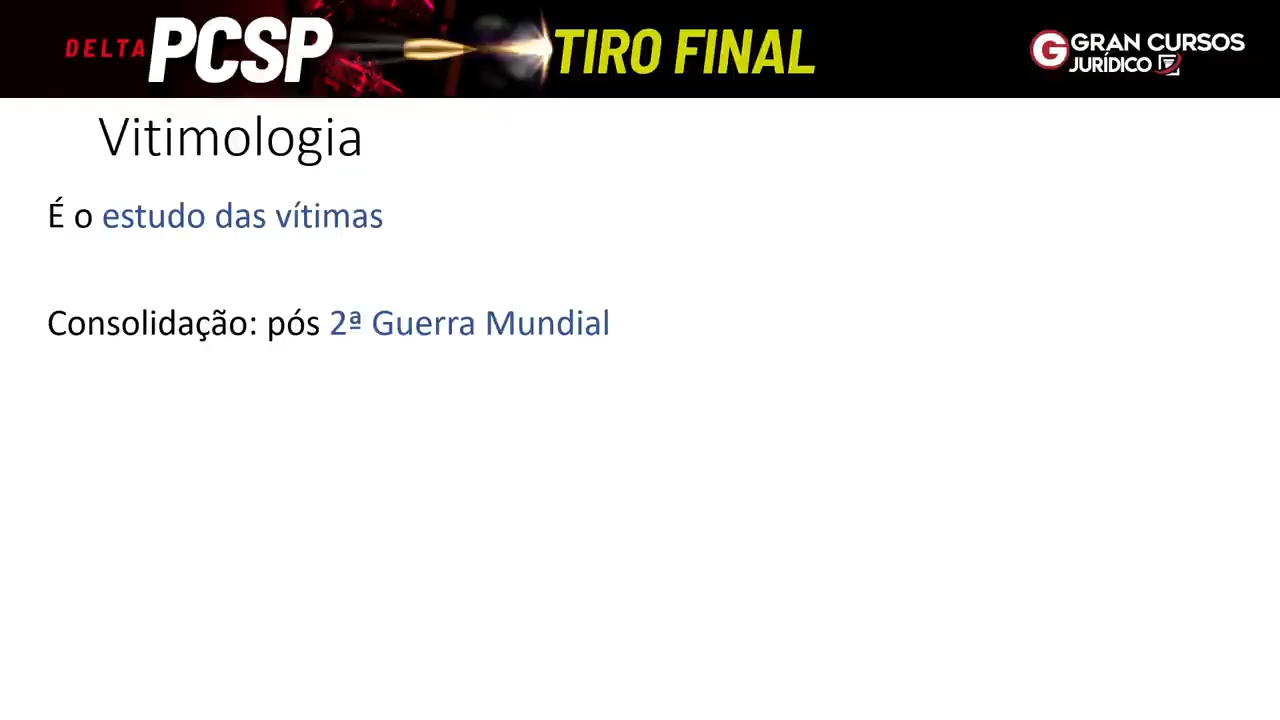 DELTA PCSP TIRO FINAL GRAN CURSOS
JURÍDICO
Vitimologia
É o estudo das vítimas
Consolidação: pós 2ª Guerra Mundial